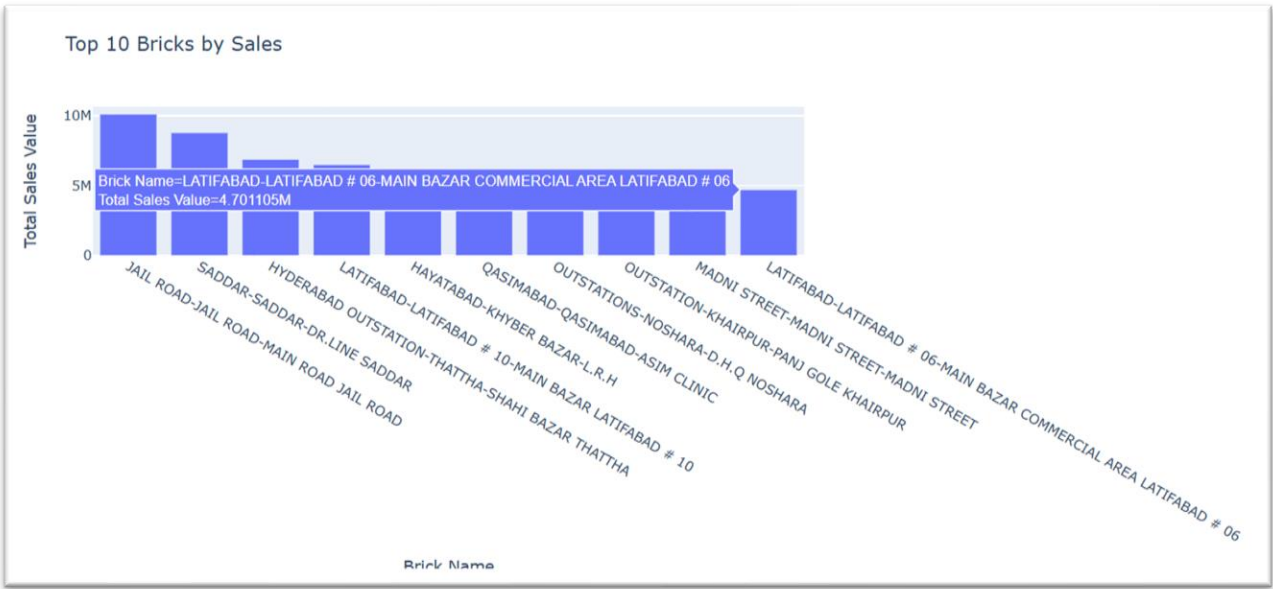 Top 10 Bricks by Sales
Total Sales Value
10M
5M
0
Brick Name=LATIFABAD-LATIFABAD # 06-MAIN BAZAR COMMERCIAL AREA LATIFABAD # 06
Total Sales Value=4.701105M
JAIL ROAD-JAIL ROAD-MAIN ROAD JAIL ROAD
SADDAR-SADDAR-DR.LINE SADDAR
HYDERABAD OUTSTATION-THATTHA-SHAHI BAZAR THATTHA
LATIFABAD-LATIFABAD # 10-MAIN BAZAR LATIFABAD # 10
HAYATABAD-KHYBER BAZAR-L.R.H
QASIMABAD-QASIMABAD-ASIM CLINIC
OUTSTATIONS-NOSHARA-D.H.Q NOSHARA
OUTSTATION-KHAIRPUR-PANJ GOLE KHAIRPUR
MADNI STREET-MADNI STREET-MADNI STREET
LATIFABAD-LATIFABAD # 06-MAIN BAZAR COMMERCIAL AREA LATIFABAD # 06
Brick Name